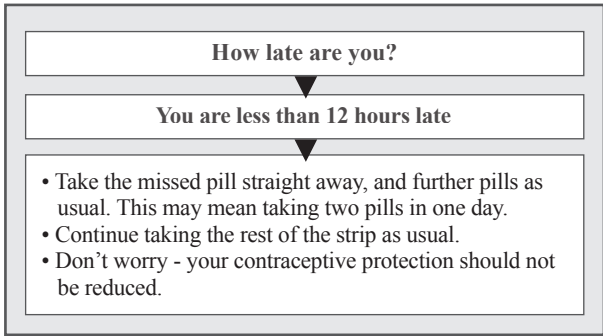 How late are you?
You are less than 12 hours late
• Take the missed pill straight away, and further pills as
usual. This may mean taking two pills in one day.
• Continue taking the rest of the strip as usual.
• Don’t worry - your contraceptive protection should not
be reduced.